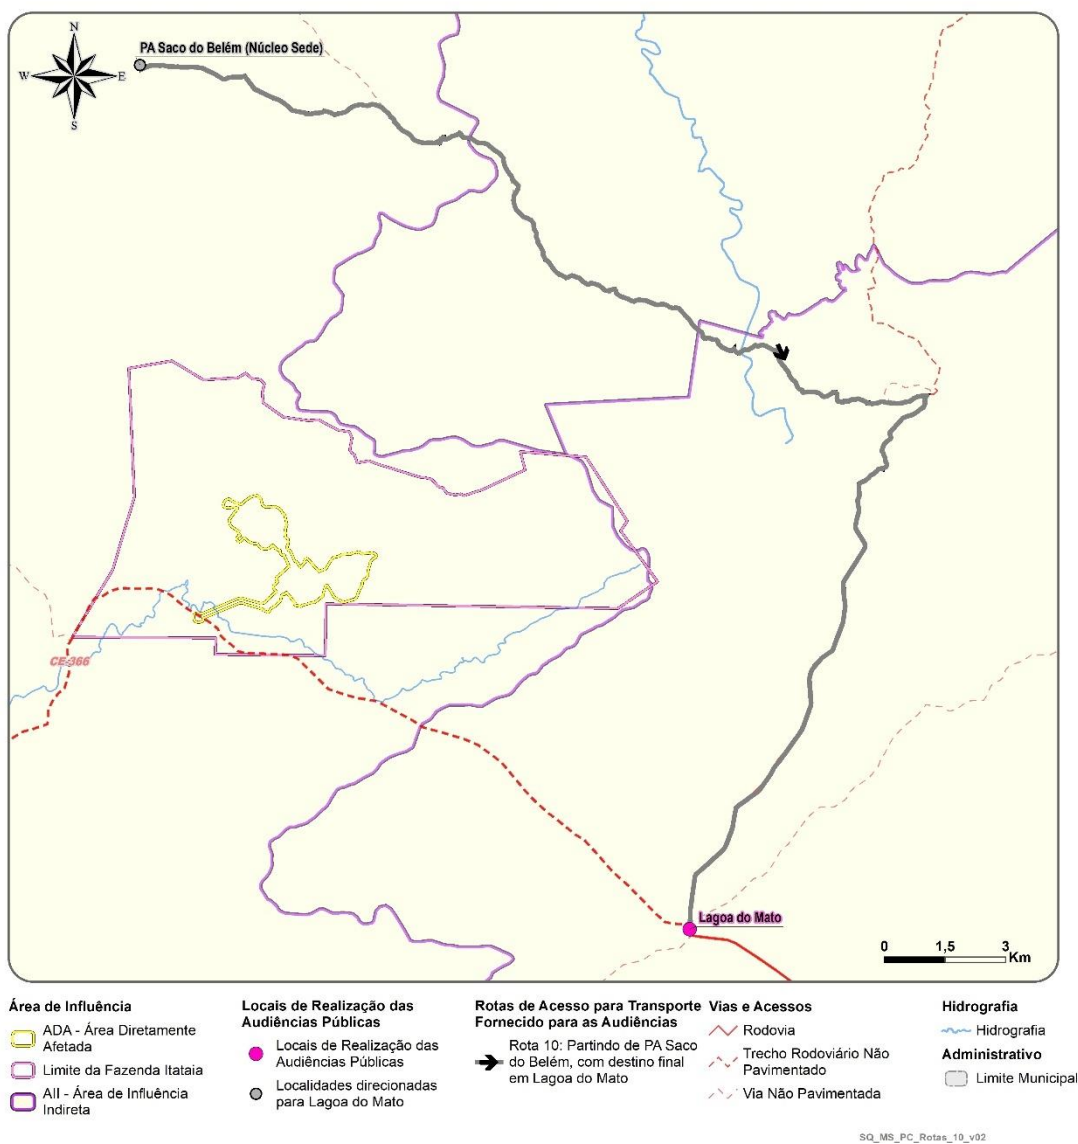 N
PA Saco do Belém (Núcleo Sede)
W
E
S
CE-366
Lagoa do Mato
0 1,5 3
Km
Área de Influência
ADA - Área Diretamente
Afetada
Limite da Fazenda Itataia
AII - Área de Influência
Indireta
Locais de Realização das
Audiências Públicas
Locais de Realização das
Audiências Públicas
Localidades direcionadas
para Lagoa do Mato
Rotas de Acesso para Transporte
Fornecido para as Audiências
Rota 10: Partindo de PA Saco
do Belém, com destino final
em Lagoa do Mato
Vias e Acessos
Rodovia
Trecho Rodoviário Não
Pavimentado
Via Não Pavimentada
Hidrografia
Hidrografia
Administrativo
Limite Municipal
SQ_MS_PC_Rotas_10_v02